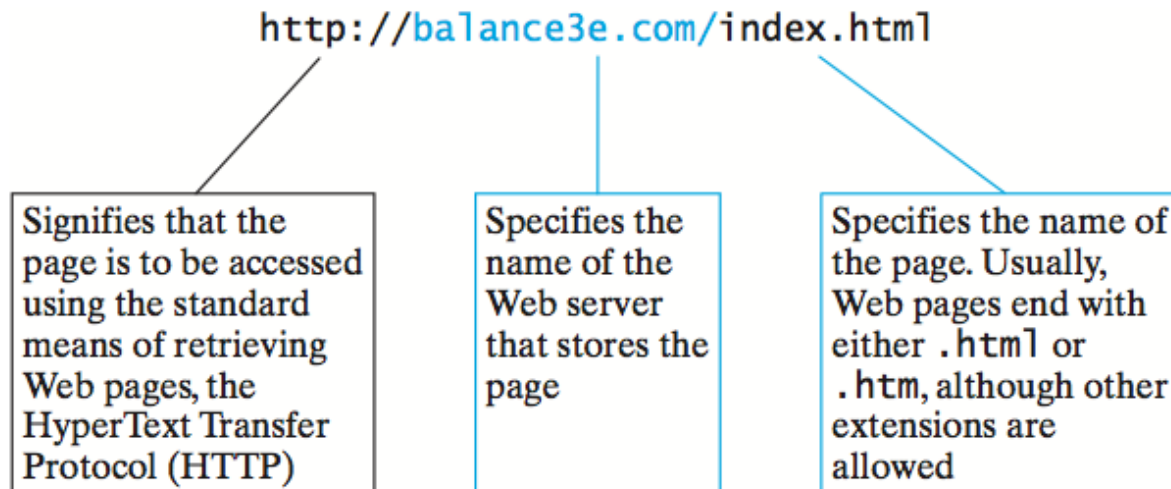 http://balance3e.com/index.html
Signifies that the
page is to be accessed
using the standard
means of retrieving
Web pages, the
HyperText Transfer
Protocol (HTTP)
Specifies the
name of the
Web server
that stores the
page
Specifies the name of
the page. Usually,
Web pages end with
either .html or
.htm, although other
extensions are
allowed